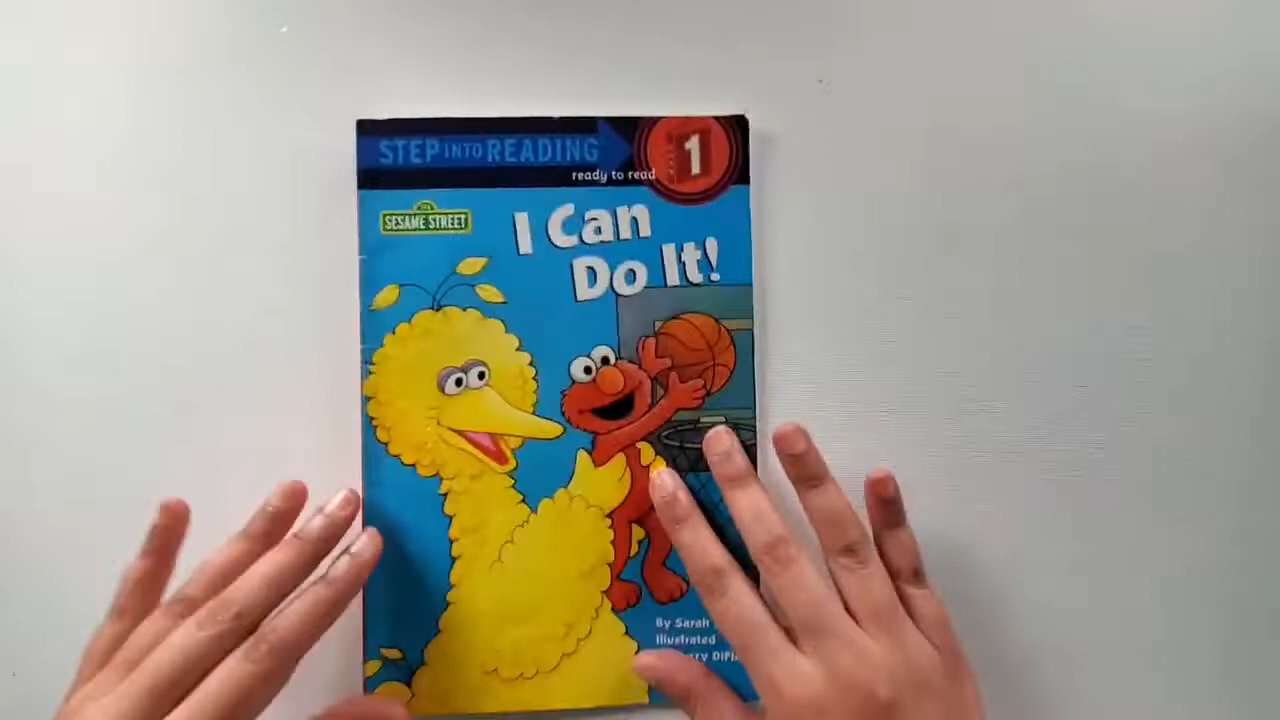 STEP INTO READING
ready to read
1
SESAME STREET
I Can
Do It!
By Sarah
Illustrated